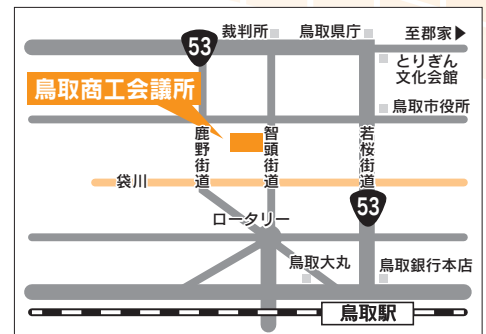 裁判所
鳥取県庁
至郡家▶
53
とりぎん
文化会館
鳥取商工会議所
鳥取市役所
鹿野街道
智頭街道
若桜街道
袋川
53
ロータリー
鳥取大丸
鳥取銀行本店
鳥取駅